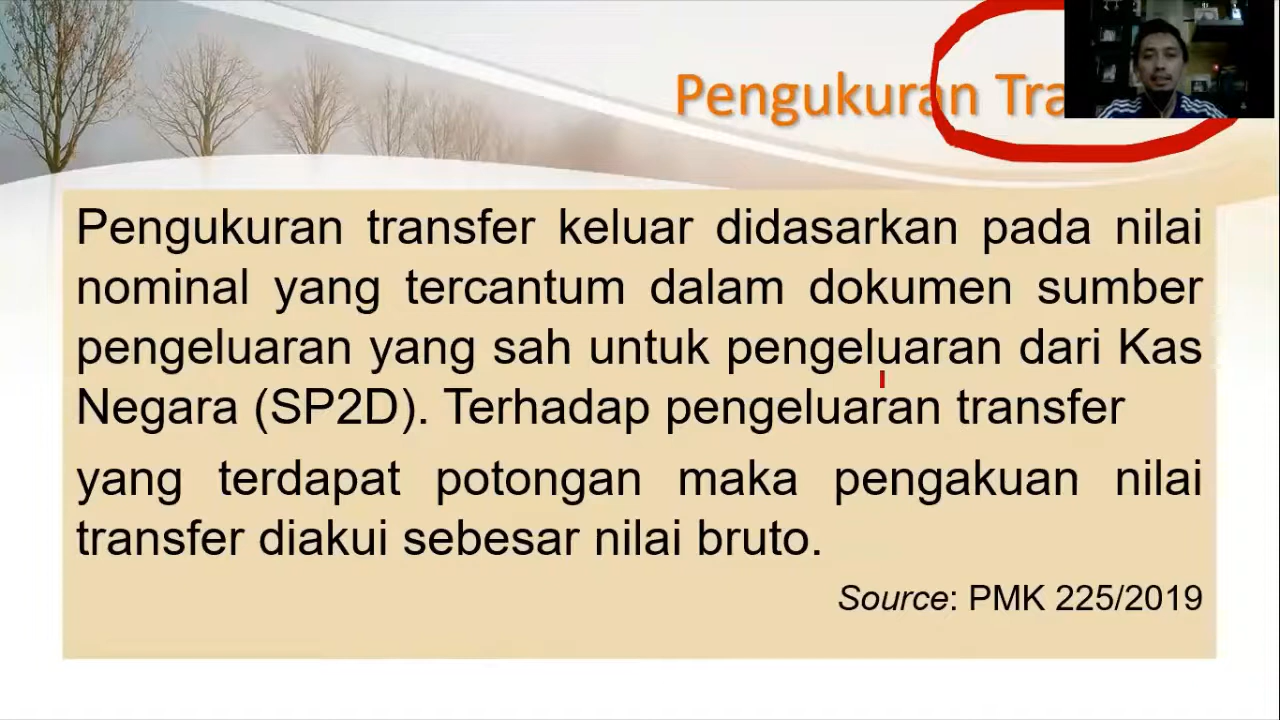 Pengukuran
Pengukuran transfer keluar didasarkan pada nilai
nominal yang tercantum dalam dokumen sumber
pengeluaran yang sah untuk pengeluaran dari Kas
Negara (SP2D). Terhadap pengeluaran transfer
yang terdapat potongan maka pengakuan nilai
transfer diakui sebesar nilai bruto.
Source: PMK 225/2019